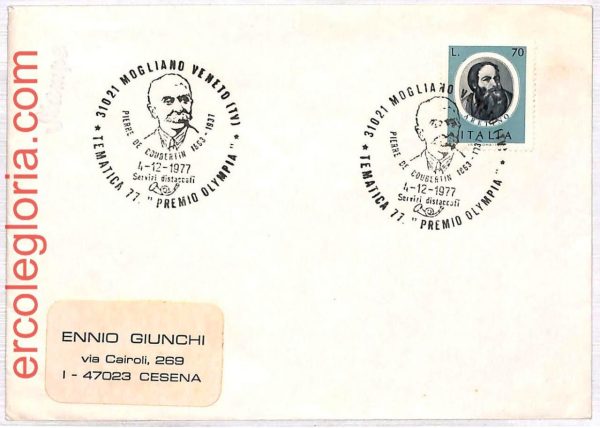 ercolegloria.com
31021 MOGLIANO VENETO (TV)
PIERRE DE COUBERTIN 1863-1937
4-12-1977
Servizi distaccati
* TEMATICA 77. "PREMIO OLYMPIA" *
L. 70
ARETINO
ITALIA
31021 MOGLIANO V
PIERRE DE COUBERTIN 1863-
4-12-1977
Servizi distaccati
* TEMATICA 77. "PREMIO OLYMPIA" *
ENNIO GIUNCHI
via Cairoli, 269
I - 47023 CESENA